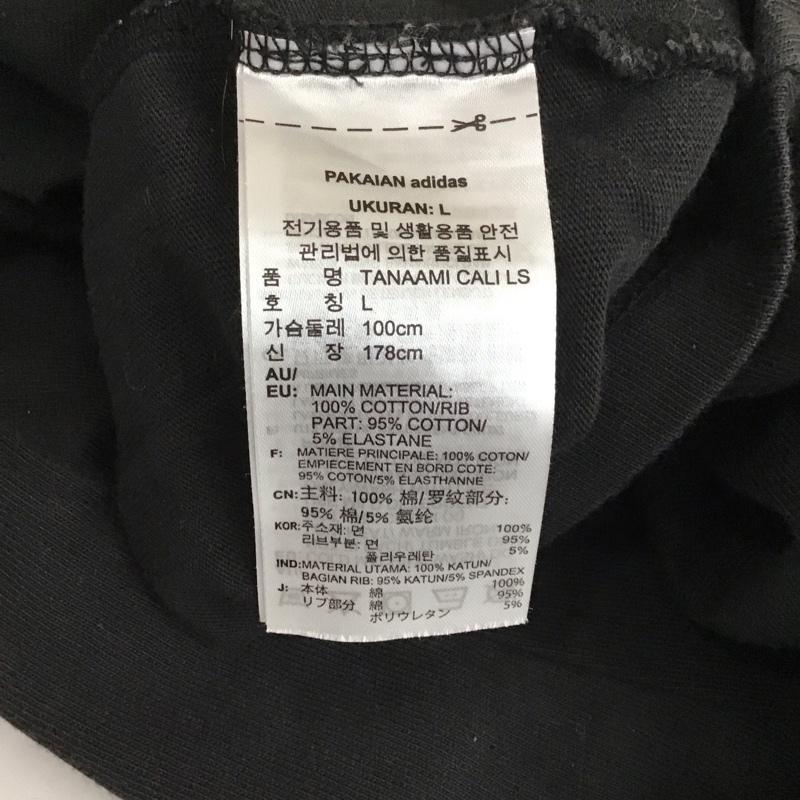 PAKAIAN adidas
UKURAN: L
전기용품 및 생활용품 안전
관리법에 의한 품질표시
품 명 TANAAMI CALI LS
호 칭 L
가슴둘레 100cm
신 장 178cm
AU/
EU: MAIN MATERIAL:
100% COTTON/RIB
PART: 95% COTTON/
5% ELASTANE
F: MATIERE PRINCIPALE: 100% COTON/
EMPIECEMENT EN BORD COTE:
95% COTON/5% ÉLASTHANNE
CN: 主料: 100% 棉/罗纹部分:
95% 棉/5% 氨纶
KOR: 주소재: 면 100%
리브부분: 면 95%
폴리우레탄 5%
IND: MATERIAL UTAMA: 100% KATUN/
BAGIAN RIB: 95% KATUN/5% SPANDEX
J: 本体 綿 100%
リブ部分 綿 95%
ポリウレタン 5%